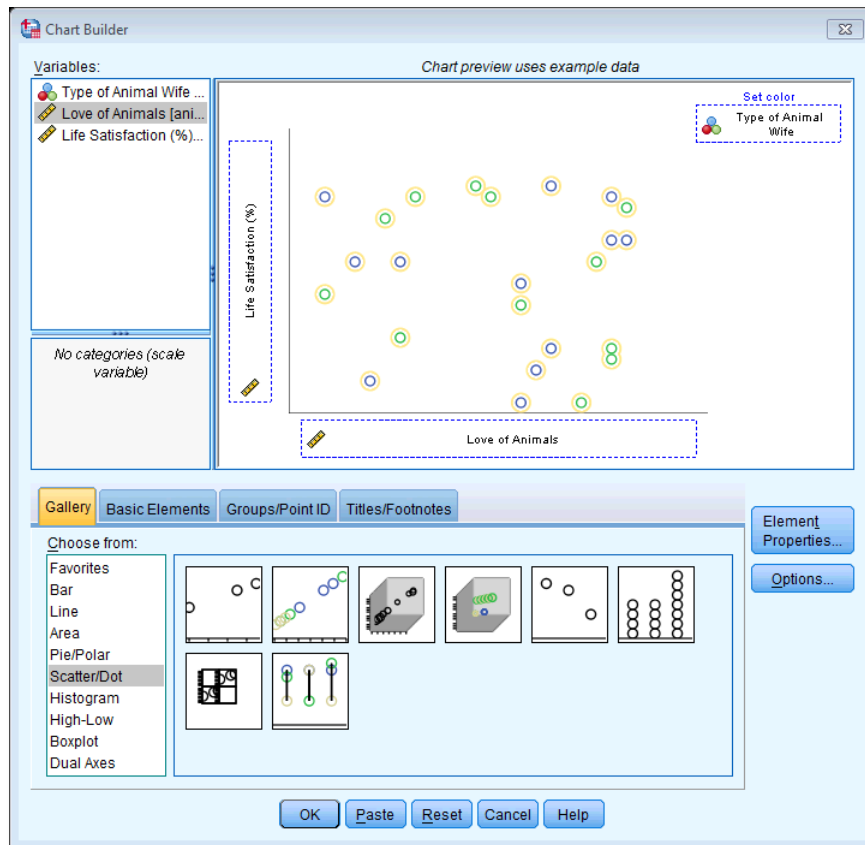 Chart Builder
Variables:
Type of Animal Wife ...
Love of Animals [ani...
Life Satisfaction (%)...
No categories (scale
variable)
Chart preview uses example data
Set color
Type of Animal
Wife
Life Satisfaction (%)
Love of Animals
Gallery
Basic Elements
Groups/Point ID
Titles/Footnotes
Choose from:
Favorites
Bar
Line
Area
Pie/Polar
Scatter/Dot
Histogram
High-Low
Boxplot
Dual Axes
Element
Properties...
Options...
OK
Paste
Reset
Cancel
Help